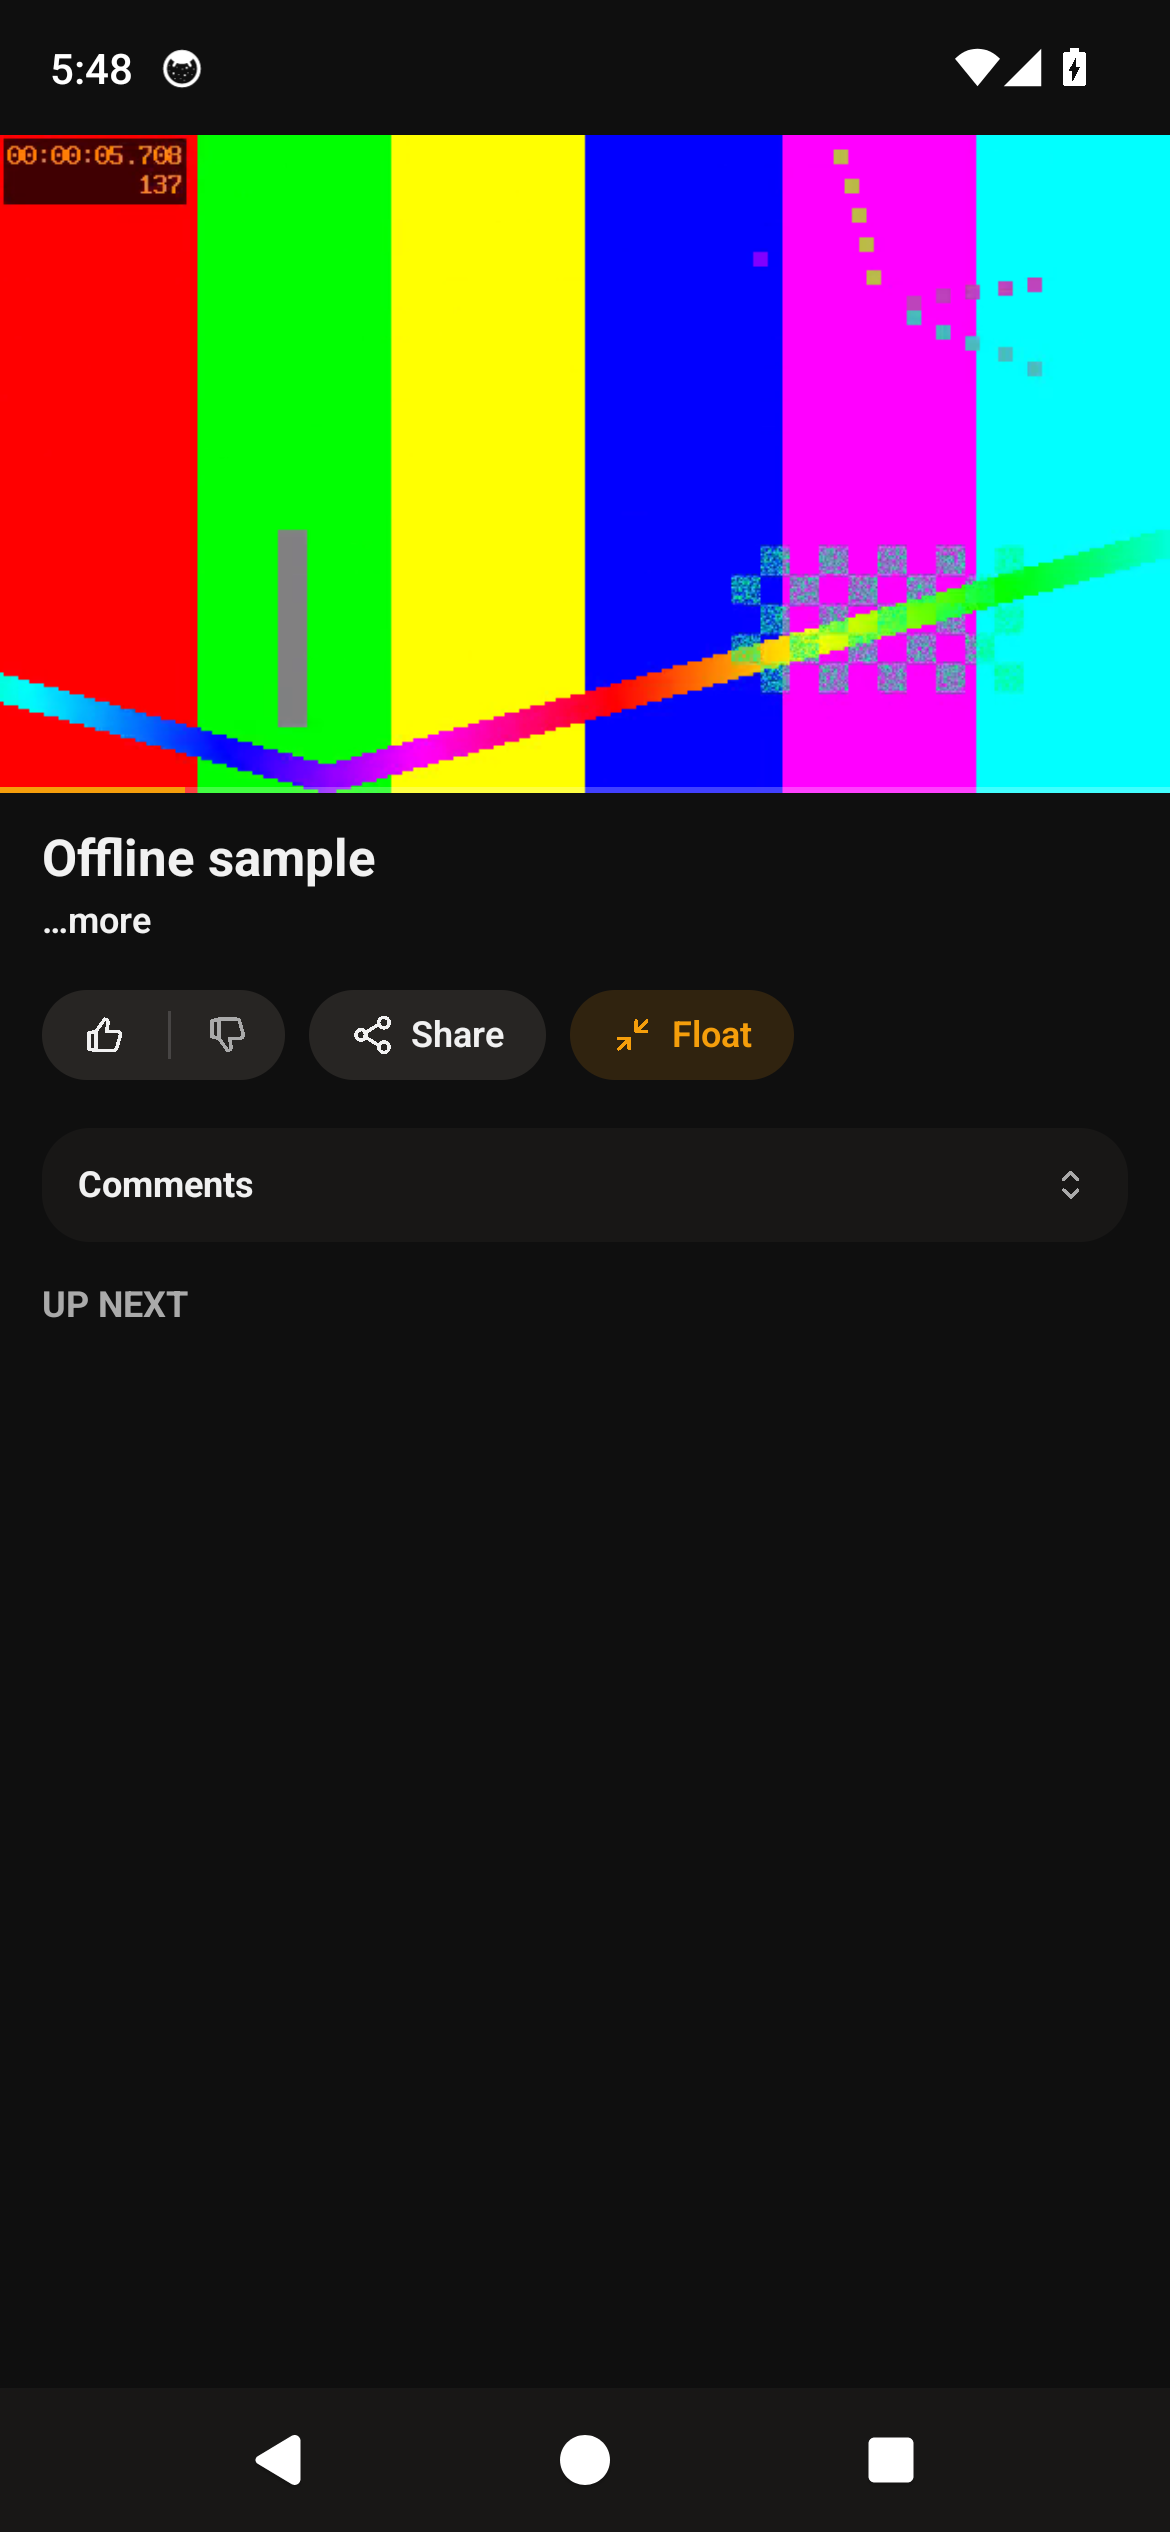 5:48
00:00:05.708
137
Offline sample
...more
Share
Float
Comments
UP NEXT